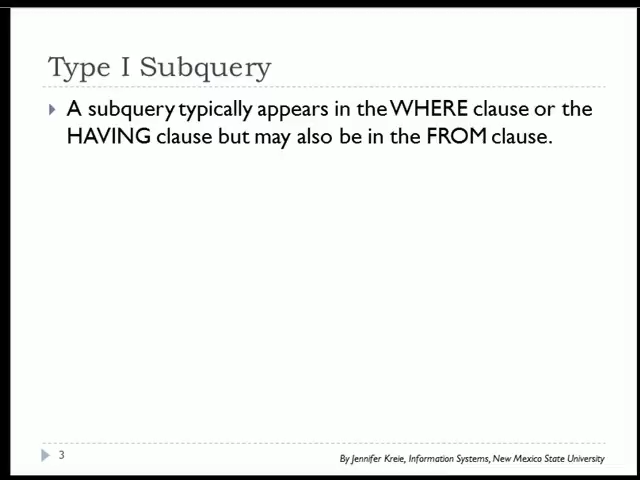 Type I Subquery
A subquery typically appears in the WHERE clause or the
HAVING clause but may also be in the FROM clause.
3
By Jennifer Kreie, Information Systems, New Mexico State University